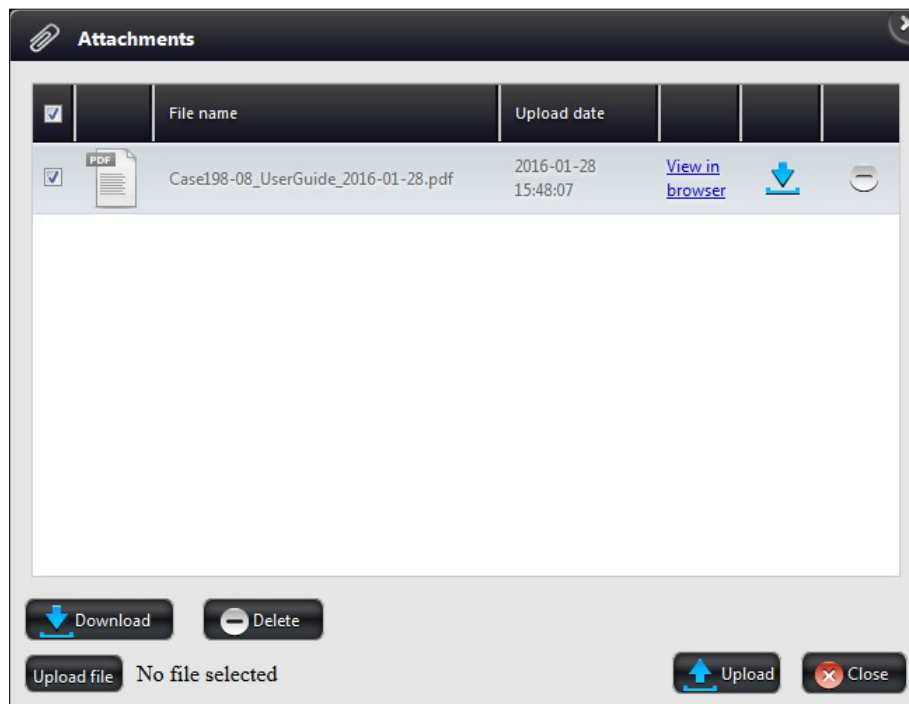 Attachments
File name
Upload date
PDF
Case198-08_UserGuide_2016-01-28.pdf
2016-01-28
15:48:07
View in
browser
Download
Delete
Upload file
No file selected
Upload
Close